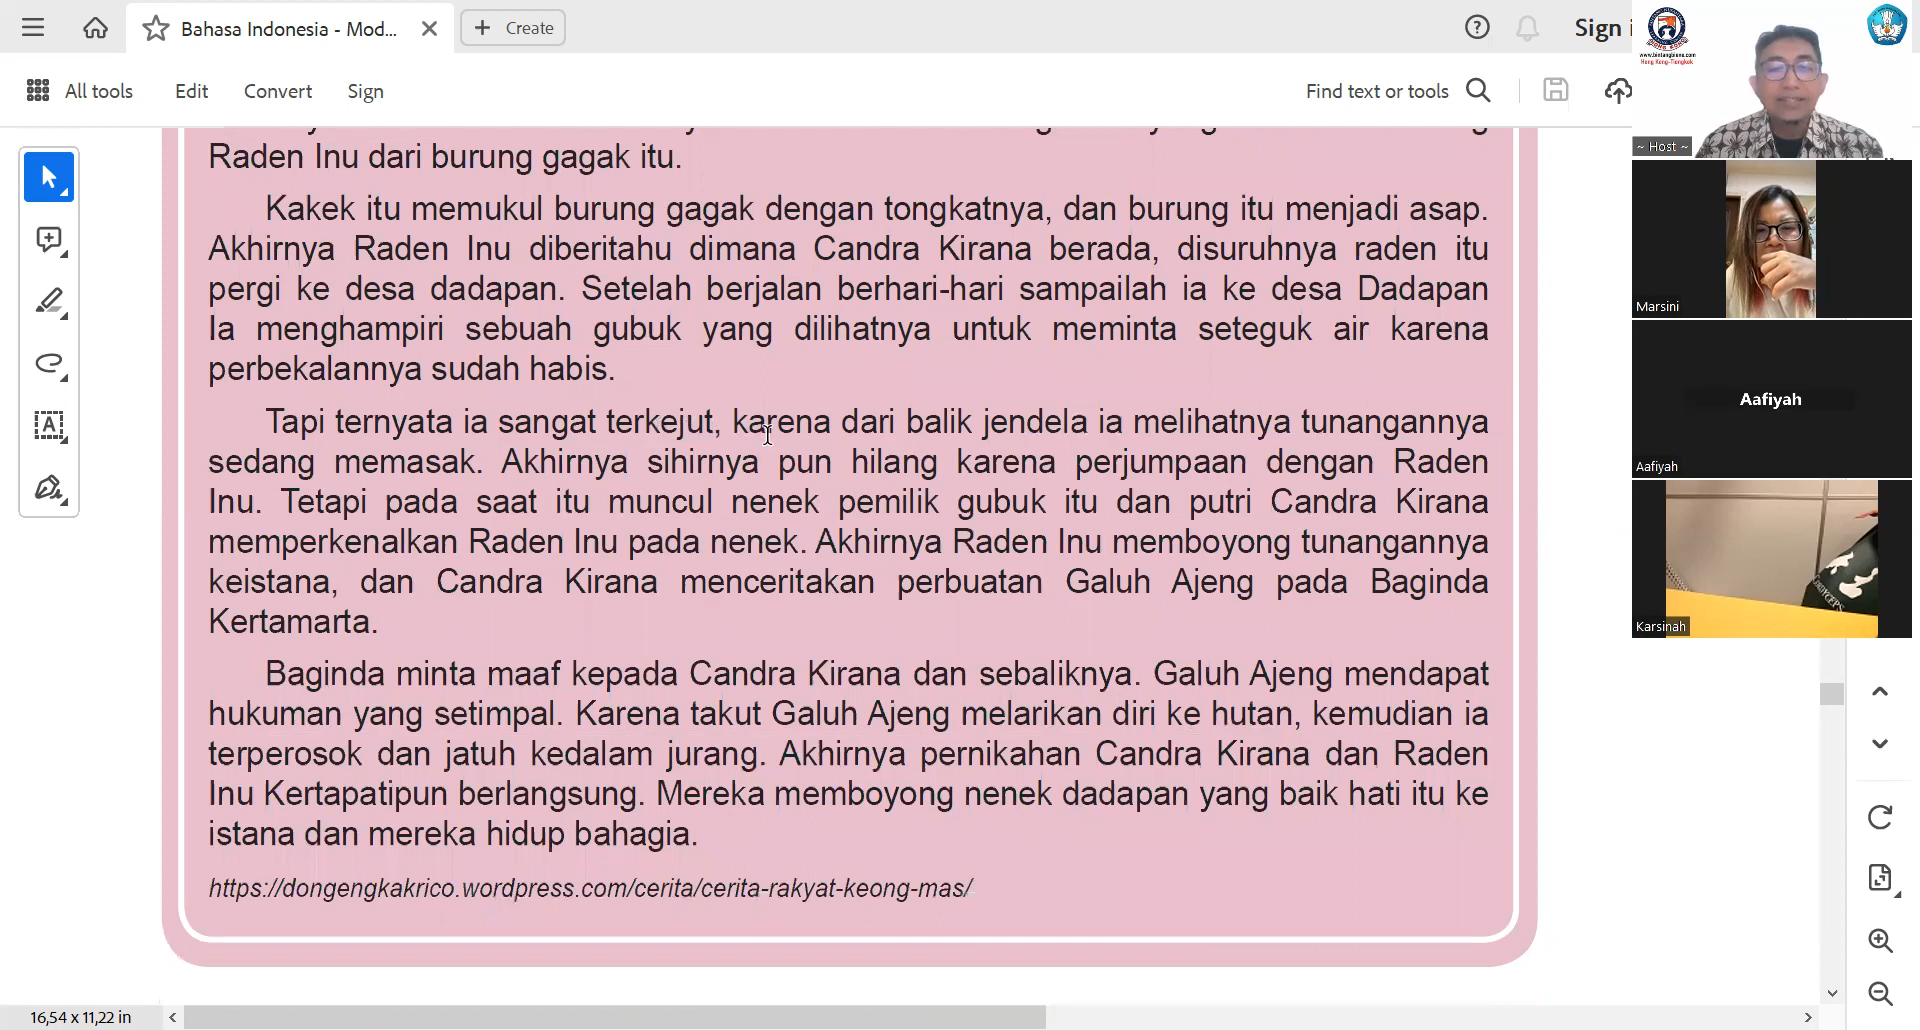 Bahasa Indonesia - Mod...
Create
Sign i
All tools
Edit
Convert
Sign
Find text or tools
Raden Inu dari burung gagak itu.
Kakek itu memukul burung gagak dengan tongkatnya, dan burung itu menjadi asap.
Akhirnya Raden Inu diberitahu dimana Candra Kirana berada, disuruhnya raden itu
pergi ke desa dadapan. Setelah berjalan berhari-hari sampailah ia ke desa Dadapan
Ia menghampiri sebuah gubuk yang dilihatnya untuk meminta seteguk air karena
perbekalannya sudah habis.
Tapi ternyata ia sangat terkejut, karena dari balik jendela ia melihatnya tunangannya
sedang memasak. Akhirnya sihirnya pun hilang karena perjumpaan dengan Raden
Inu. Tetapi pada saat itu muncul nenek pemilik gubuk itu dan putri Candra Kirana
memperkenalkan Raden Inu pada nenek. Akhirnya Raden Inu memboyong tunangannya
keistana, dan Candra Kirana menceritakan perbuatan Galuh Ajeng pada Baginda
Kertamarta.
Baginda minta maaf kepada Candra Kirana dan sebaliknya. Galuh Ajeng mendapat
hukuman yang setimpal. Karena takut Galuh Ajeng melarikan diri ke hutan, kemudian ia
terperosok dan jatuh kedalam jurang. Akhirnya pernikahan Candra Kirana dan Raden
Inu Kertapatipun berlangsung. Mereka memboyong nenek dadapan yang baik hati itu ke
istana dan mereka hidup bahagia.
https://dongengkakrico.wordpress.com/cerita/cerita-rakyat-keong-mas/
16,54 x 11,22 in
Hong Kong-Tiongkok
~ Host ~
Marsini
Aafiyah
Aafiyah
Karsinah